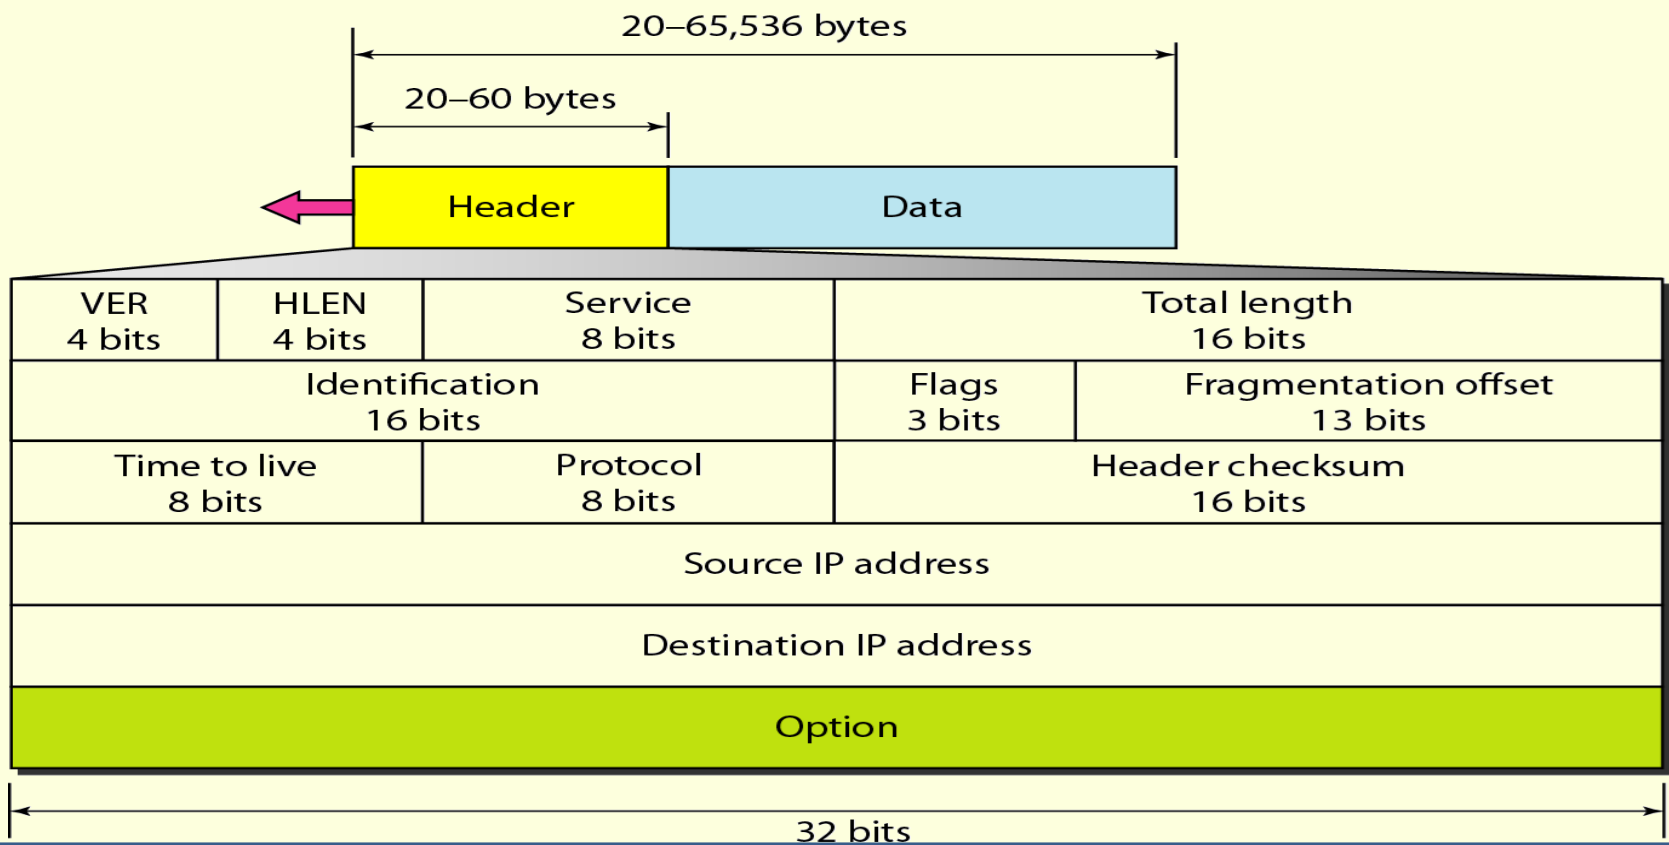 20–65,536 bytes
20–60 bytes
Header
Data
VER
4 bits
HLEN
4 bits
Service
8 bits
Total length
16 bits
Identification
16 bits
Flags
3 bits
Fragmentation offset
13 bits
Time to live
8 bits
Protocol
8 bits
Header checksum
16 bits
Source IP address
Destination IP address
Option
32 bits